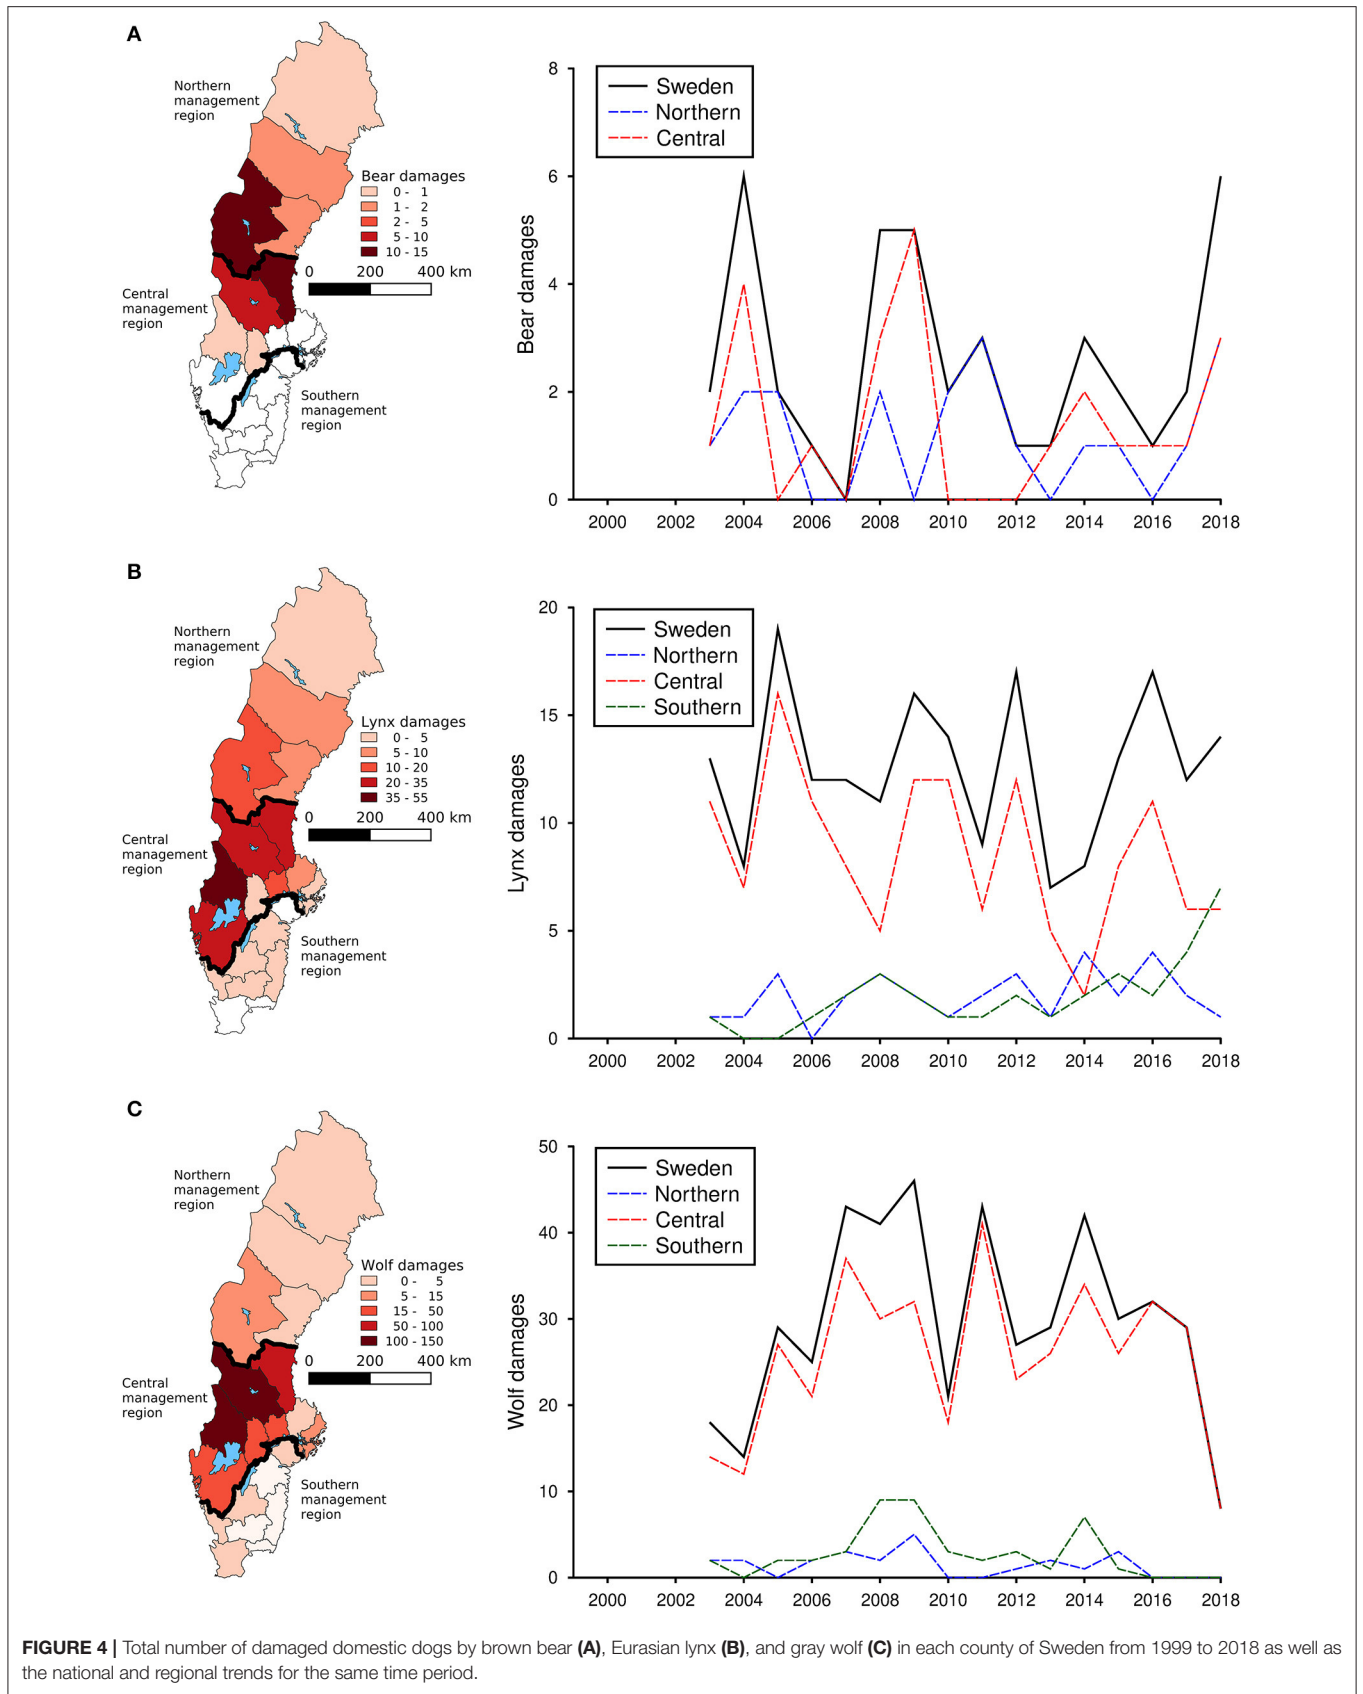 A
Northern
management
region
Bear damages
0 - 1
1 - 2
2 - 5
5 - 10
10 - 15
0 200 400 km
Central
management
region
Southern
management
region
Bear damages
8
6
4
2
0
Sweden
Northern
Central
2000 2002 2004 2006 2008 2010 2012 2014 2016 2018
B
Northern
management
region
Lynx damages
0 - 5
5 - 10
10 - 20
20 - 35
35 - 55
0 200 400 km
Central
management
region
Southern
management
region
Lynx damages
20
15
10
5
0
Sweden
Northern
Central
Southern
2000 2002 2004 2006 2008 2010 2012 2014 2016 2018
C
Northern
management
region
Wolf damages
0 - 5
5 - 15
15 - 50
50 - 100
100 - 150
0 200 400 km
Central
management
region
Southern
management
region
Wolf damages
50
40
30
20
10
0
Sweden
Northern
Central
Southern
2000 2002 2004 2006 2008 2010 2012 2014 2016 2018
FIGURE 4 | Total number of damaged domestic dogs by brown bear (A), Eurasian lynx (B), and gray wolf (C) in each county of Sweden from 1999 to 2018 as well as
the national and regional trends for the same time period.